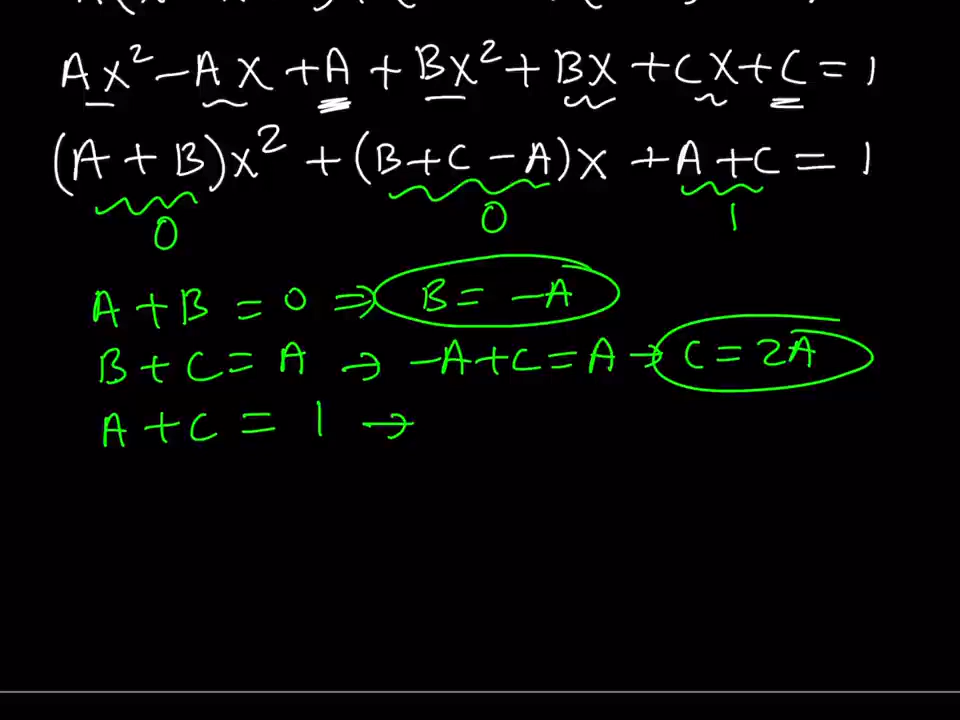 Ax² - Ax + A + Bx² + Bx + Cx + C = 1
(A + B)x² + (B + C - A)x + A + C = 1
0 0 1
A + B = 0 ⇒ B = -A
B + C = A → -A + C = A → C = 2A
A + C = 1 →